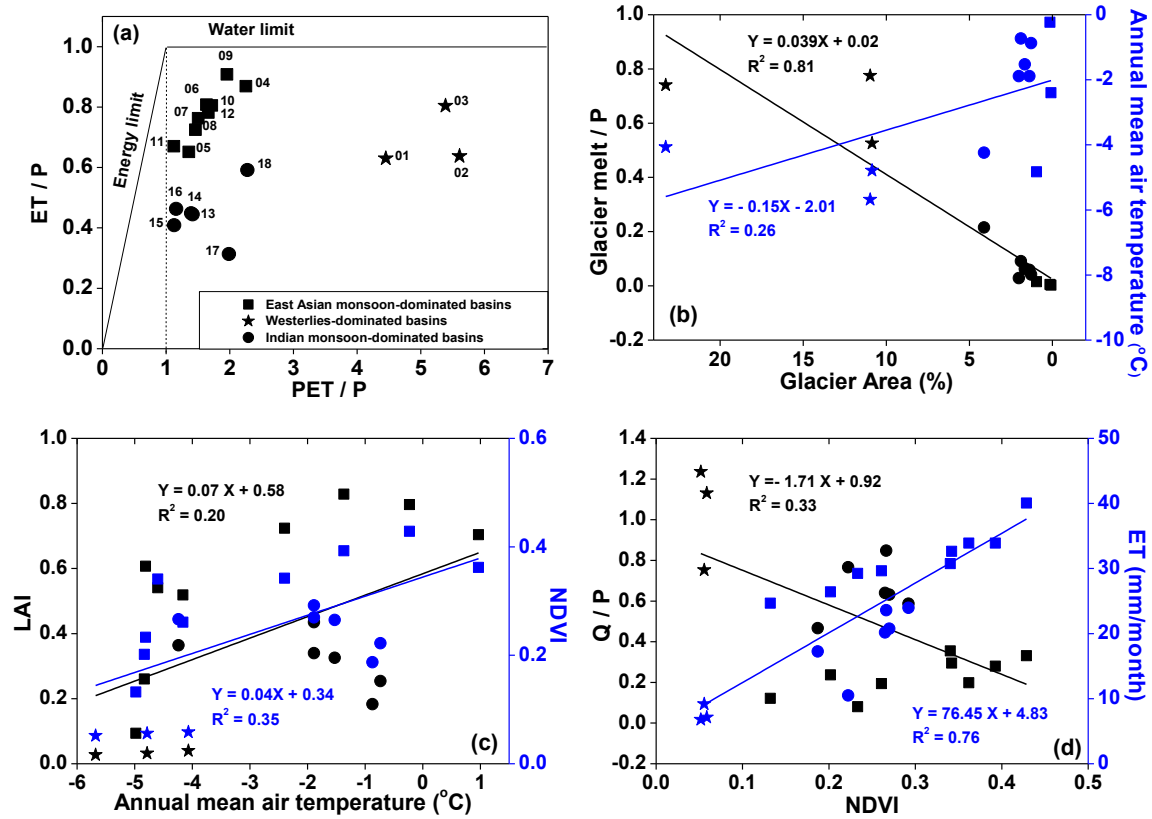 (a)
Water limit
Energy limit
09
04
06
10
07
12
08
11
05
03
01
02
18
16
14
15
13
17
East Asian monsoon-dominated basins
Westerlies-dominated basins
Indian monsoon-dominated basins
ET / P
1.0
0.8
0.6
0.4
0.2
0.0
0 1 2 3 4 5 6 7
PET / P
(b)
Y = 0.039X + 0.02
R² = 0.81
Y = - 0.15X - 2.01
R² = 0.26
Glacier melt / P
1.0
0.8
0.6
0.4
0.2
0.0
-0.2
20 15 10 5 0
Glacier Area (%)
0
-2
-4
-6
-8
-10
Annual mean air temperature (°C)
(c)
Y = 0.07 X + 0.58
R² = 0.20
Y = 0.04X + 0.34
R² = 0.35
LAI
1.0
0.8
0.6
0.4
0.2
0.0
-6 -5 -4 -3 -2 -1 0 1
Annual mean air temperature (°C)
0.6
0.4
0.2
0.0
NDVI
(d)
Y =- 1.71 X + 0.92
R² = 0.33
Y = 76.45 X + 4.83
R² = 0.76
Q / P
1.4
1.2
1.0
0.8
0.6
0.4
0.2
0.0
-0.2
0.0 0.1 0.2 0.3 0.4 0.5
NDVI
50
40
30
20
10
0
ET (mm/month)